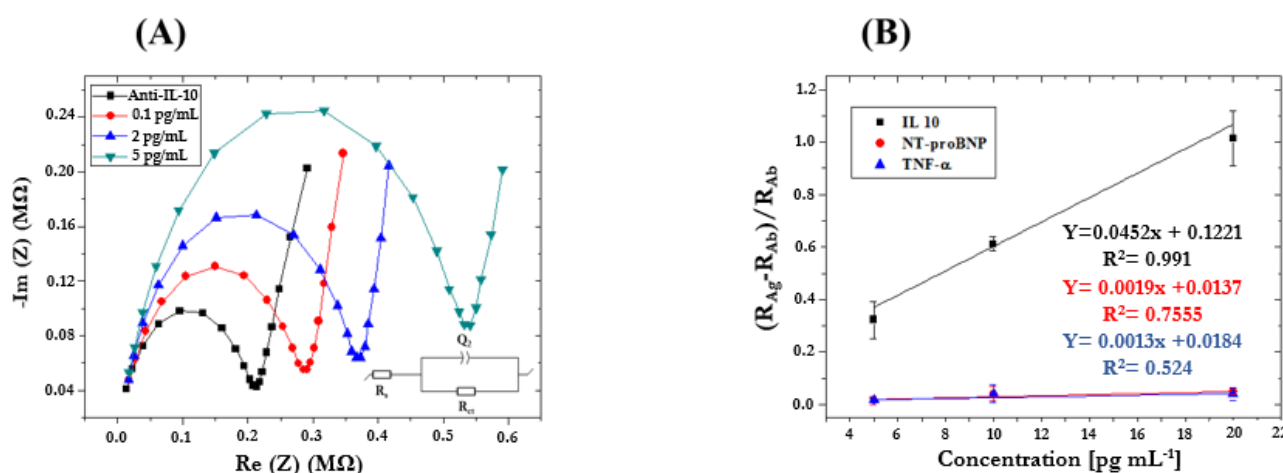 (A)
0.24
0.20
0.16
0.12
0.08
0.04
-Im (Z) (MΩ)
Anti-IL-10
0.1 pg/mL
2 pg/mL
5 pg/mL
Q2
Rs
Rct
0.0 0.1 0.2 0.3 0.4 0.5 0.6
Re (Z) (MΩ)
(B)
1.2
1.0
0.8
0.6
0.4
0.2
0.0
(RAg-RAb)/RAb
IL 10
NT-proBNP
TNF-α
Y=0.0452x + 0.1221
R²= 0.991
Y= 0.0019x +0.0137
R²= 0.7555
Y= 0.0013x +0.0184
R²= 0.524
4 6 8 10 12 14 16 18 20 22
Concentration [pg mL⁻¹]